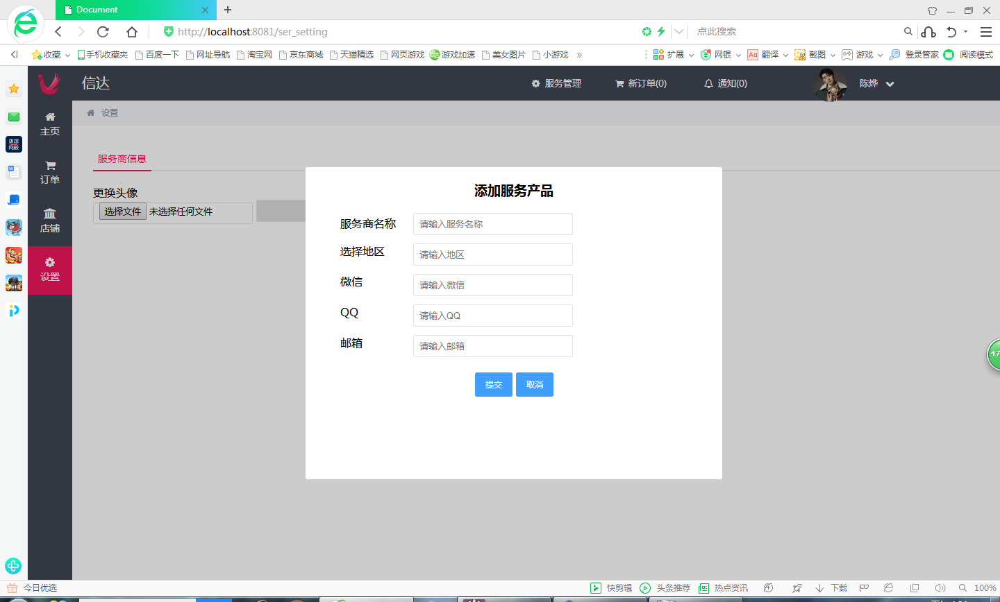 Document
http://localhost:8081/ser_setting
点此搜索
收藏 手机收藏夹 百度一下 网址导航 淘宝网 京东商城 天猫精选 网页游戏 游戏加速 美女图片 小游戏 »
扩展 网银 翻译 截图 游戏 登录管家 阅读模式
信达
服务管理
新订单(0)
通知(0)
陈烨
主页
订单
店铺
设置
设置
服务商信息
更换头像
选择文件 未选择任何文件
添加服务产品
服务商名称 请输入服务名称
选择地区 请输入地区
微信 请输入微信
QQ 请输入QQ
邮箱 请输入邮箱
提交 取消
47
今日优选
快剪辑 头条推荐 热点资讯 下载 100%